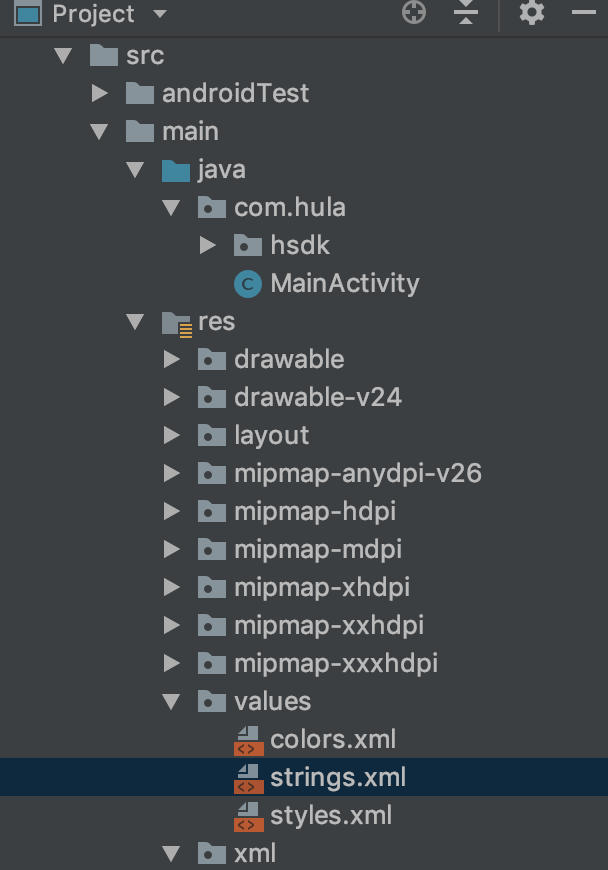 Project
src
androidTest
main
java
com.hula
hsdk
C MainActivity
res
drawable
drawable-v24
layout
mipmap-anydpi-v26
mipmap-hdpi
mipmap-mdpi
mipmap-xhdpi
mipmap-xxhdpi
mipmap-xxxhdpi
values
colors.xml
strings.xml
styles.xml
xml